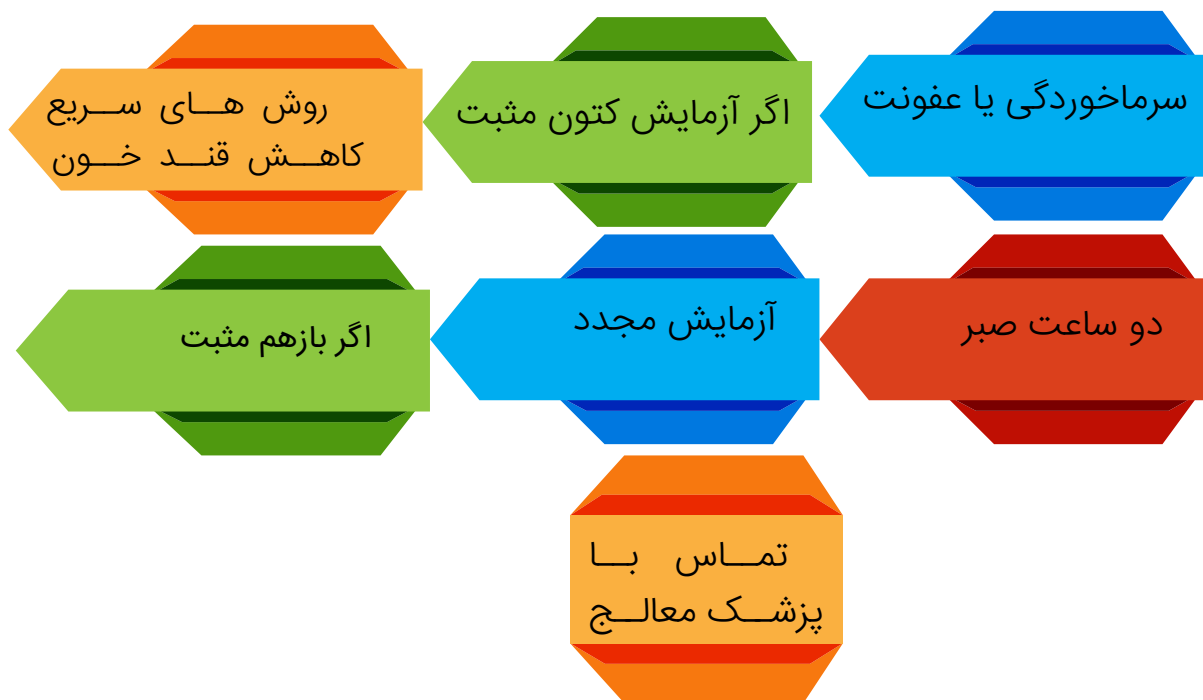 سرماخوردگی یا عفونت
اگر آزمایش کتون مثبت
روش های سریع
کاهش قند خون
دو ساعت صبر
آزمایش مجدد
اگر بازهم مثبت
تماس با
پزشک معالج